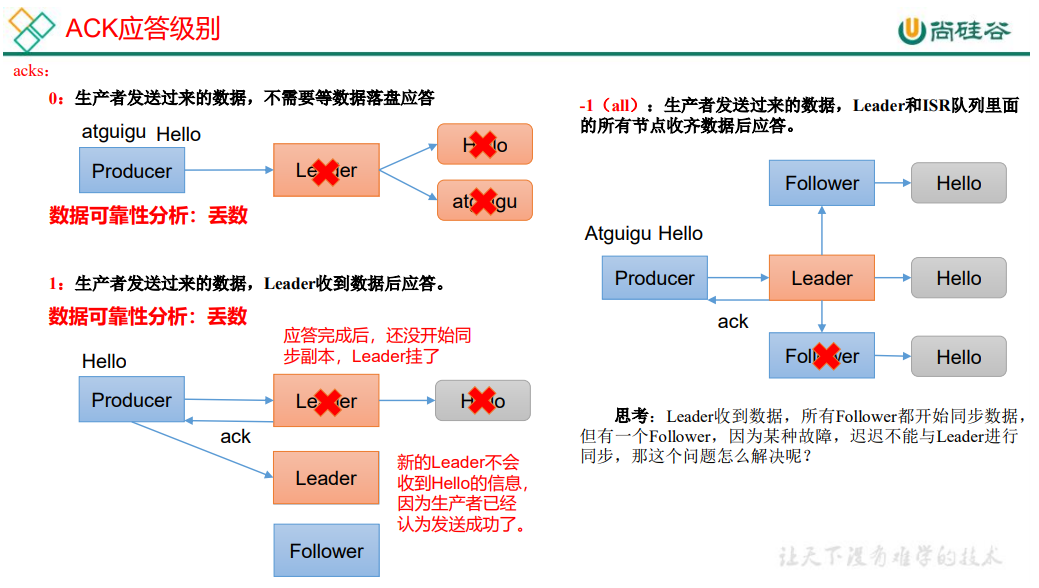 ACK应答级别
尚硅谷
acks:
0：生产者发送过来的数据，不需要等数据落盘应答
atguigu Hello
Producer
数据可靠性分析：丢数
1：生产者发送过来的数据，Leader收到数据后应答。
数据可靠性分析：丢数
应答完成后，还没开始同
步副本，Leader挂了
Hello
Producer
ack
Leader
新的Leader不会
收到Hello的信息，
因为生产者已经
认为发送成功了。
Follower
-1（all）：生产者发送过来的数据，Leader和ISR队列里面
的所有节点收齐数据后应答。
Follower
Hello
Atguigu Hello
Producer
Leader
Hello
ack
Follower
Hello
思考：Leader收到数据，所有Follower都开始同步数据，
但有一个Follower，因为某种故障，迟迟不能与Leader进行
同步，那这个问题怎么解决呢？
让天下没有难学的技术